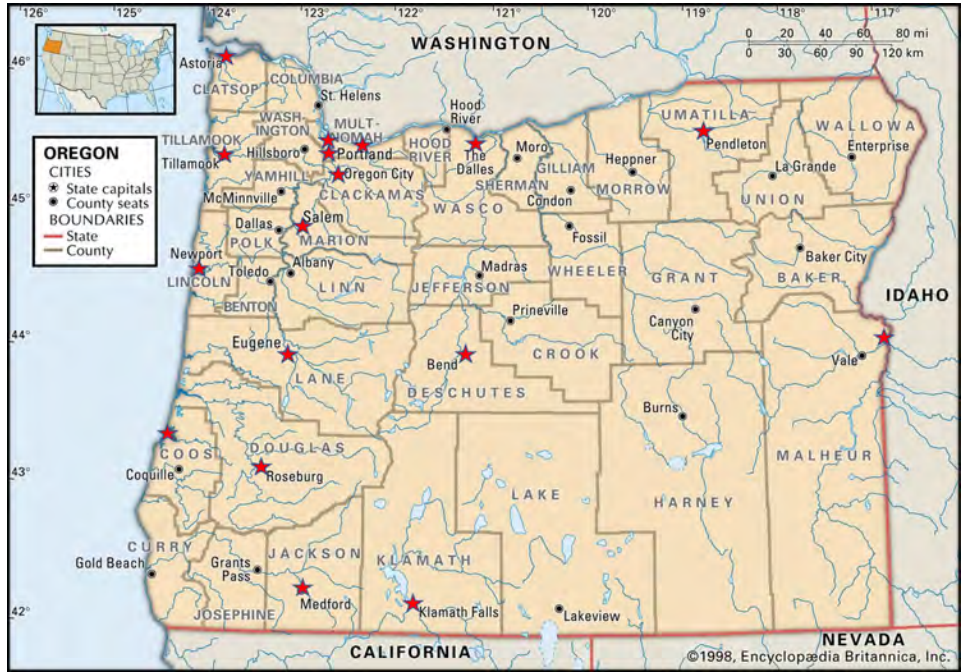 126° 125° 124° 123° 122° 121° 120° 119° 118° 117°
WASHINGTON
0 20 40 60 80 mi
0 30 60 90 120 km
46°
45°
44°
43°
42°
OREGON
CITIES
State capitals
County seats
BOUNDARIES
State
County
Astoria
CLATSOP
COLUMBIA
St. Helens
WASH-
INGTON
MULT-
NOMAH
Hood
River
HOOD
RIVER
TILLAMOOK
Tillamook
Hillsboro
Portland
Oregon City
The
Dalles
Moro
GILLIAM
SHERMAN
Condon
Heppner
MORROW
UMATILLA
Pendleton
WALLOWA
Enterprise
La Grande
UNION
YAMHILL
McMinnville
CLACKAMAS
WASCO
Dallas
POLK
Salem
MARION
Fossil
WHEELER
GRANT
Baker City
BAKER
Newport
LINCOLN
Toledo
Albany
BENTON
LINN
Madras
JEFFERSON
Prineville
CROOK
Canyon
City
IDAHO
Eugene
LANE
Bend
DESCHUTES
Vale
Burns
DOUGLAS
COOS
Coquille
Roseburg
LAKE
HARNEY
MALHEUR
CURRY
Gold Beach
Grants
Pass
JOSEPHINE
JACKSON
Medford
KLAMATH
Klamath Falls
Lakeview
CALIFORNIA
NEVADA
©1998, Encyclopædia Britannica, Inc.